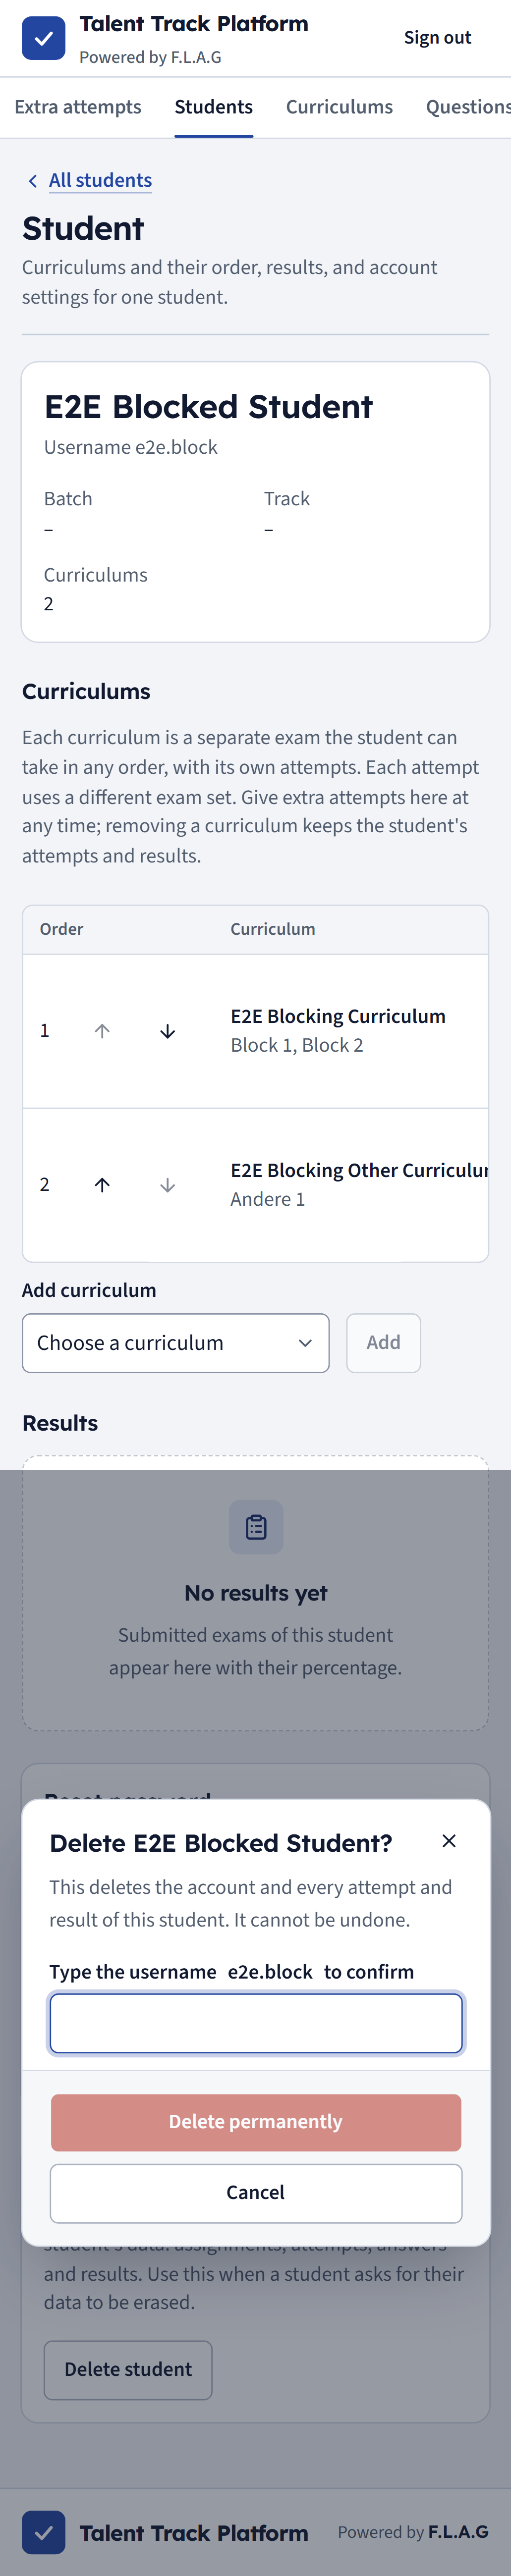 Talent Track Platform
Powered by F.L.A.G
Sign out
Extra attempts Students Curriculums Questions
All students
Student
Curriculums and their order, results, and account
settings for one student.
E2E Blocked Student
Username e2e.block
Batch Track
– –
Curriculums
2
Curriculums
Each curriculum is a separate exam the student can
take in any order, with its own attempts. Each attempt
uses a different exam set. Give extra attempts here at
any time; removing a curriculum keeps the student's
attempts and results.
Order Curriculum
1 E2E Blocking Curriculum
Block 1, Block 2
2 E2E Blocking Other Curriculum
Andere 1
Add curriculum
Choose a curriculum Add
Results
No results yet
Submitted exams of this student
appear here with their percentage.
Reset password
Delete E2E Blocked Student?
This deletes the account and every attempt and
result of this student. It cannot be undone.
Type the username e2e.block to confirm
Delete permanently
Cancel
student's data: assignments, attempts, answers
and results. Use this when a student asks for their
data to be erased.
Delete student
Talent Track Platform
Powered by F.L.A.G